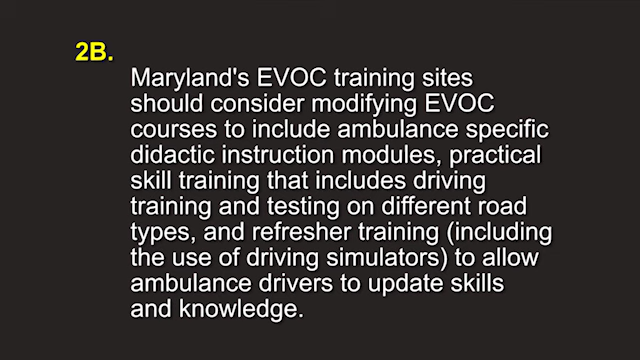 2B.
Maryland's EVOC training sites
should consider modifying EVOC
courses to include ambulance specific
didactic instruction modules, practical
skill training that includes driving
training and testing on different road
types, and refresher training (including
the use of driving simulators) to allow
ambulance drivers to update skills
and knowledge.